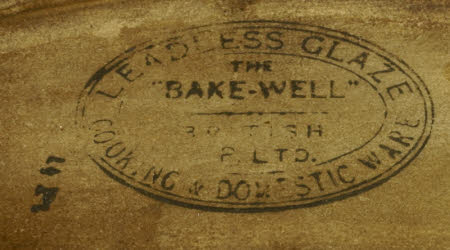 LEADLESS GLAZE
THE
"BAKE-WELL"
BRITISH
P. LTD.
COOKING & DOMESTIC WARE